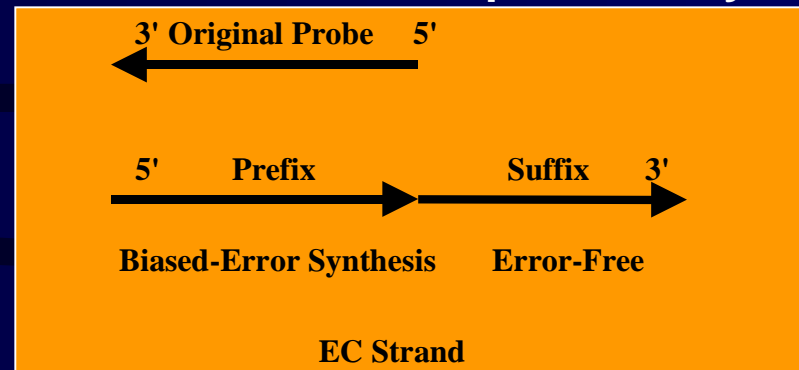 3' Original Probe 5'
5' Prefix Suffix 3'
Biased-Error Synthesis Error-Free
EC Strand